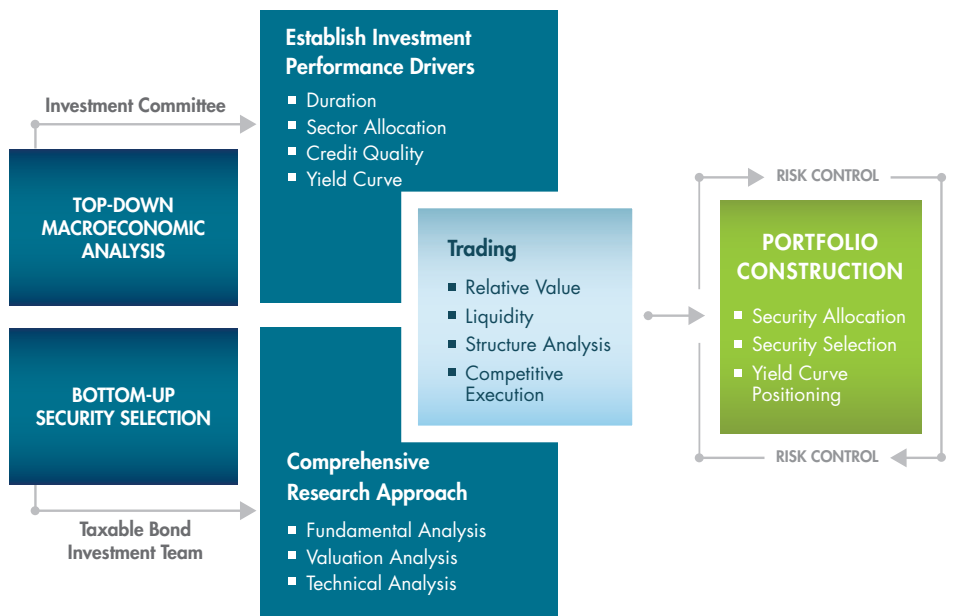 Investment Committee
TOP-DOWN
MACROECONOMIC
ANALYSIS
BOTTOM-UP
SECURITY SELECTION
Taxable Bond
Investment Team
Establish Investment
Performance Drivers
Duration
Sector Allocation
Credit Quality
Yield Curve
Comprehensive
Research Approach
Fundamental Analysis
Valuation Analysis
Technical Analysis
Trading
Relative Value
Liquidity
Structure Analysis
Competitive
Execution
RISK CONTROL
PORTFOLIO
CONSTRUCTION
Security Allocation
Security Selection
Yield Curve
Positioning
RISK CONTROL